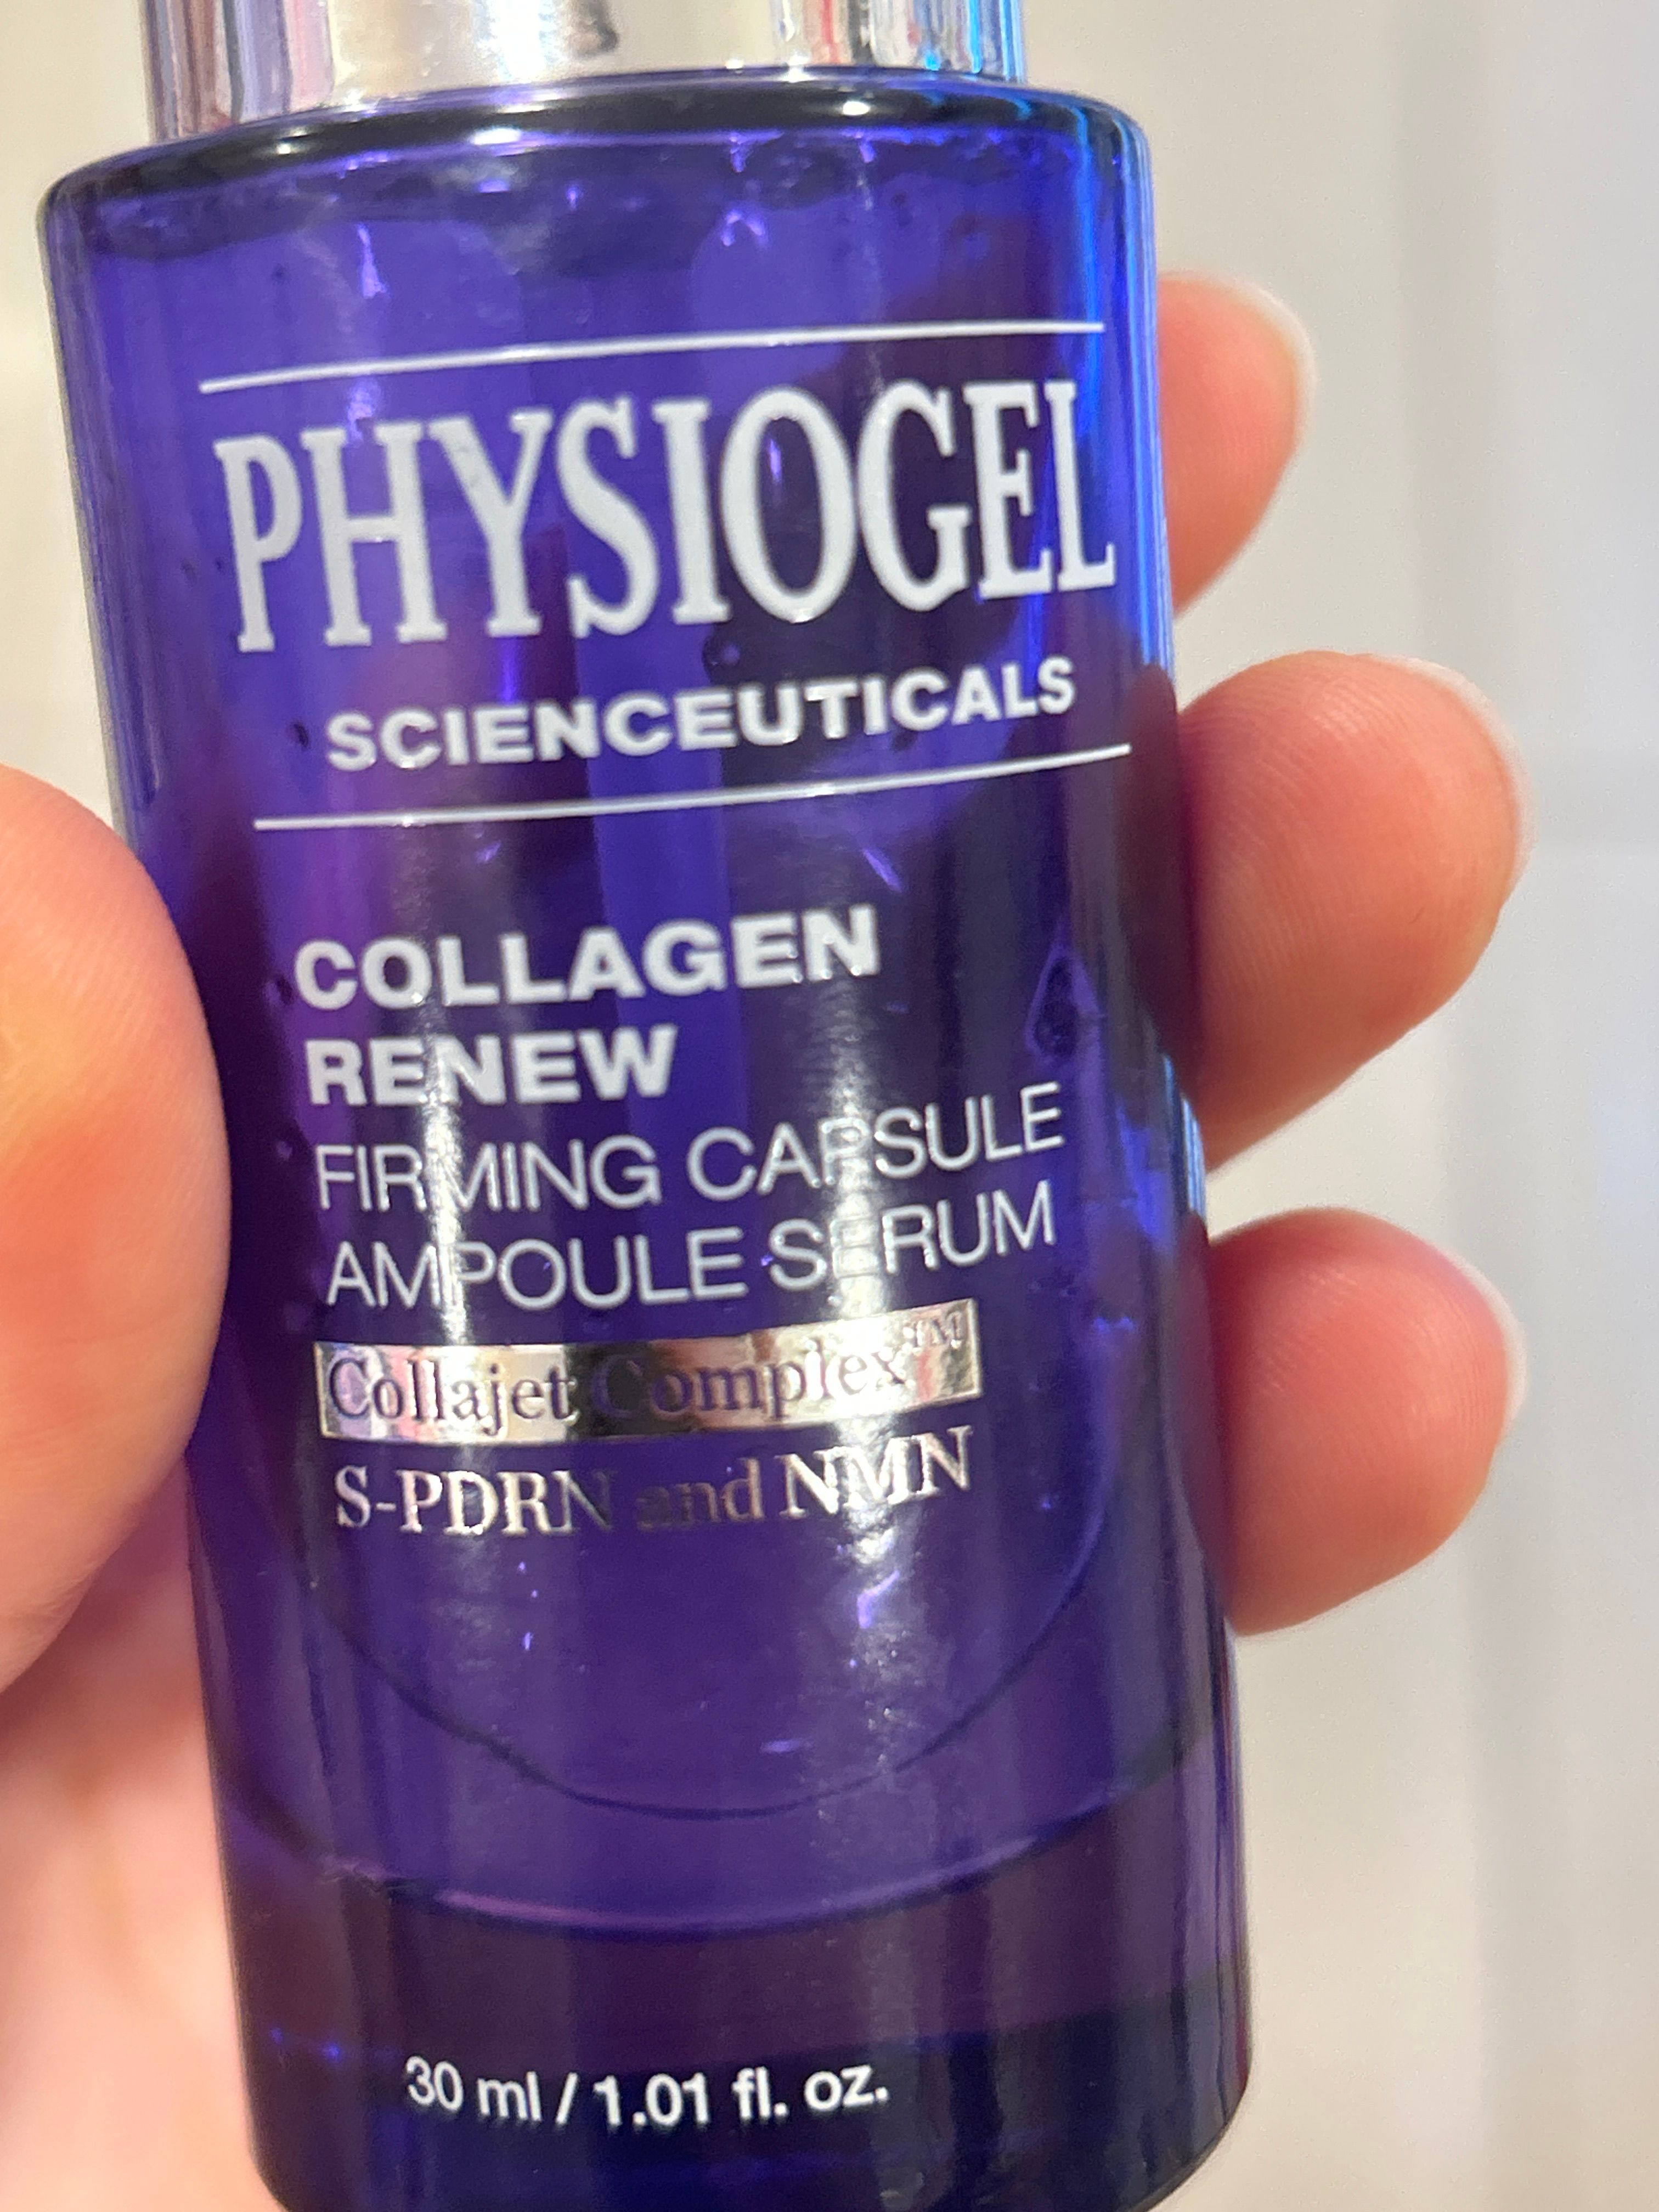 PHYSIOGEL
SCIENCEUTICALS
COLLAGEN
RENEW
FIRMING CAPSULE
AMPOULE SERUM
Collajet Complex™
S-PDRN and NMN
30 ml / 1.01 fl. oz.